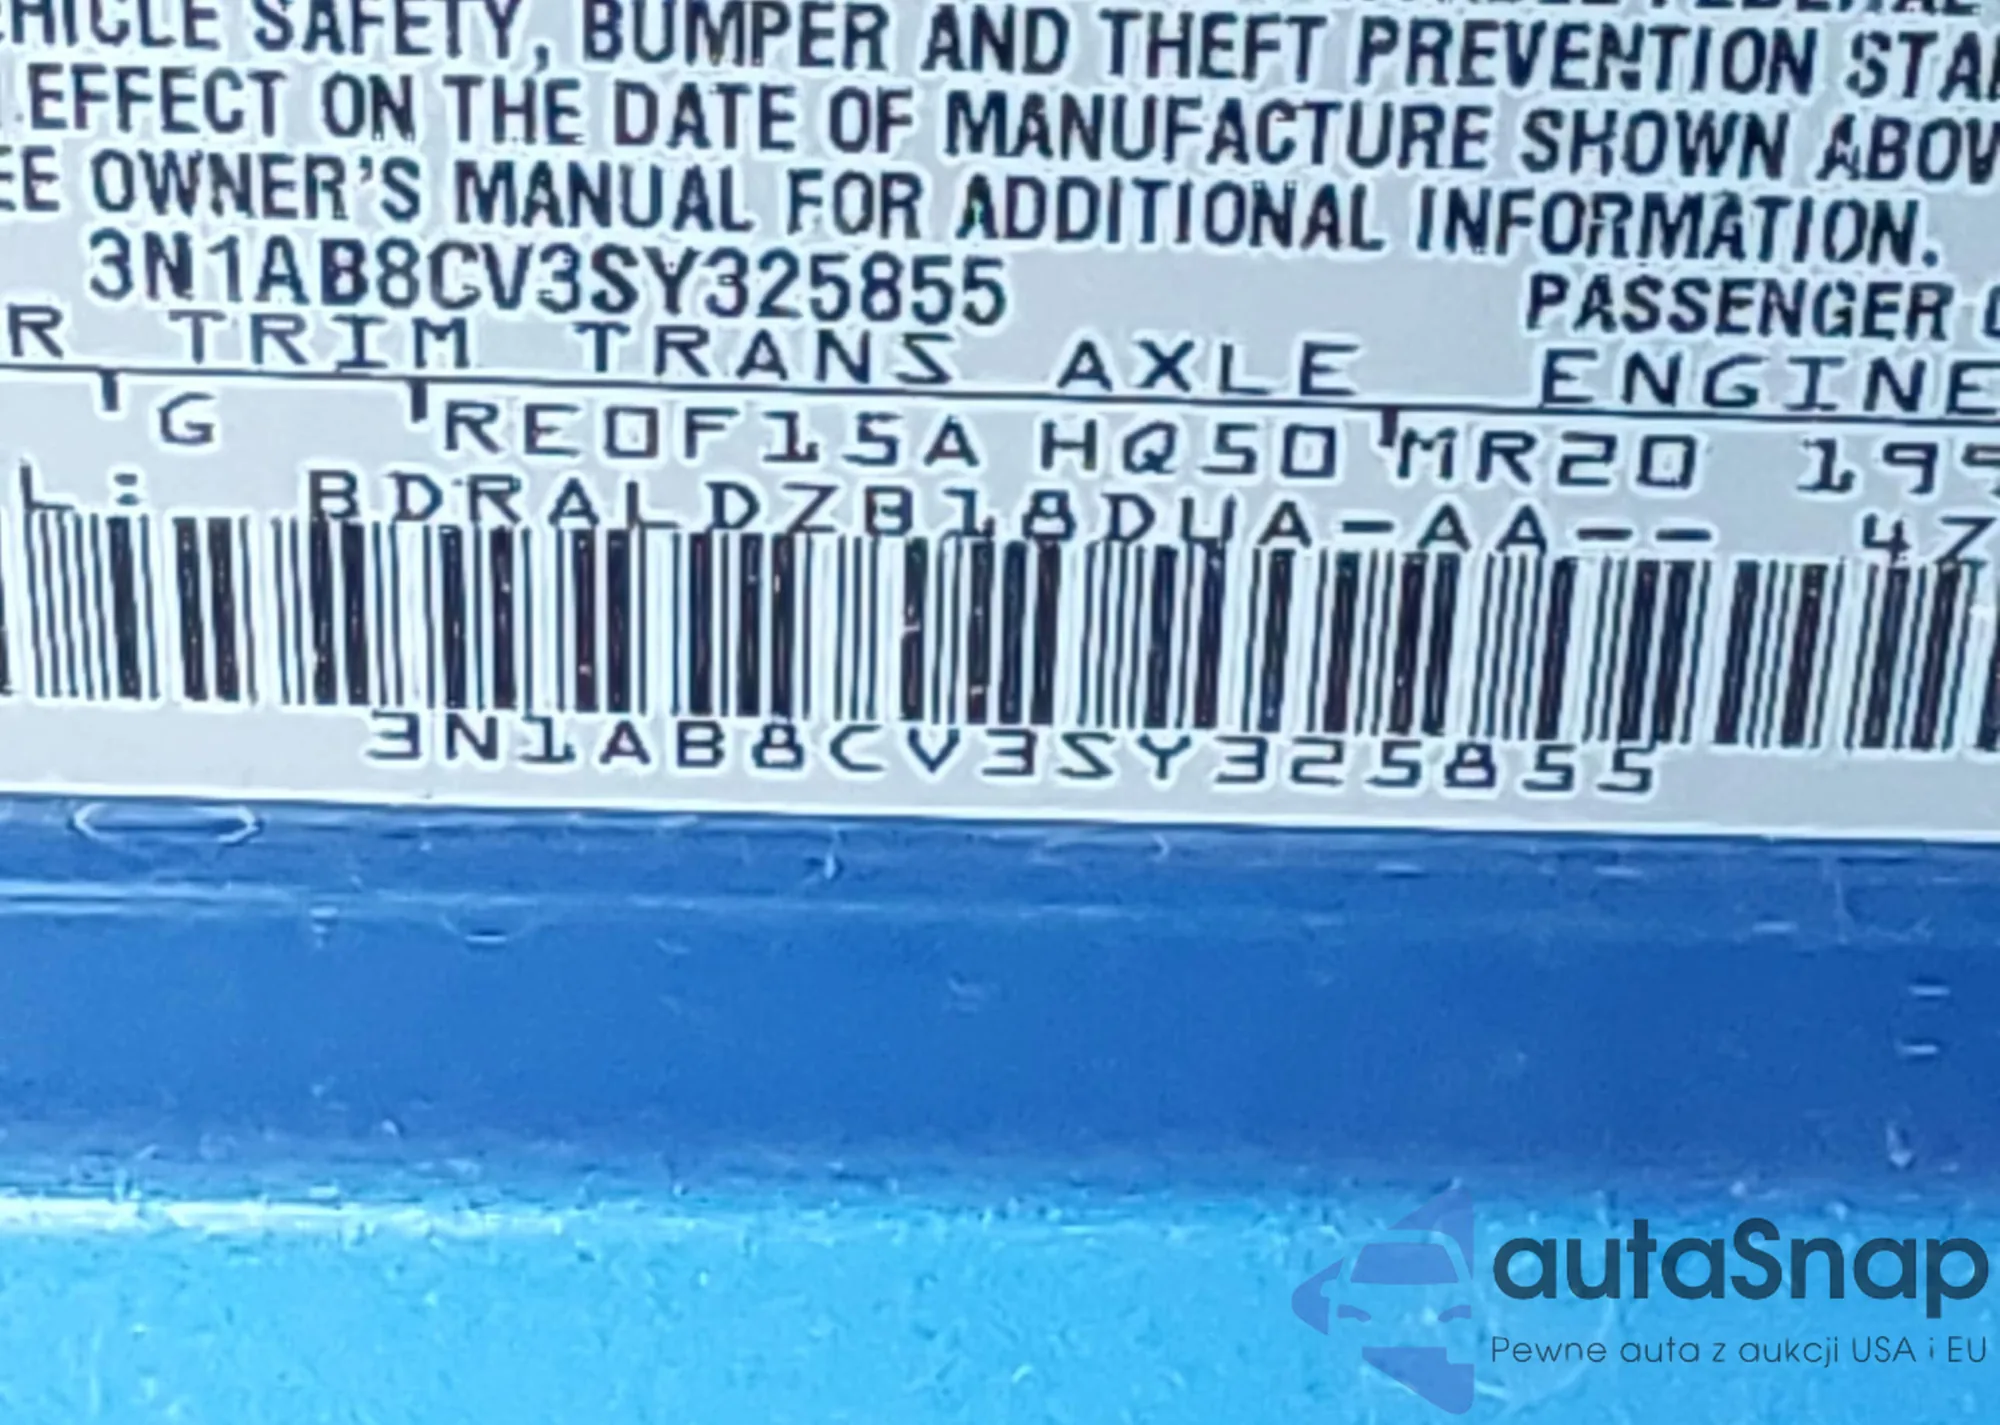 HICLE SAFETY, BUMPER AND THEFT PREVENTION STA
EFFECT ON THE DATE OF MANUFACTURE SHOWN ABOV
EE OWNER'S MANUAL FOR ADDITIONAL INFORMATION.
3N1AB8CV3SY325855 PASSENGER C
R TRIM TRANS AXLE ENGINE
G RE0F15A HQ50 MR20 199
L: BDRALDZB18DUA-AA-- 4Z
3N1AB8CV3SY325855
autaSnap
Pewne auta z aukcji USA i EU